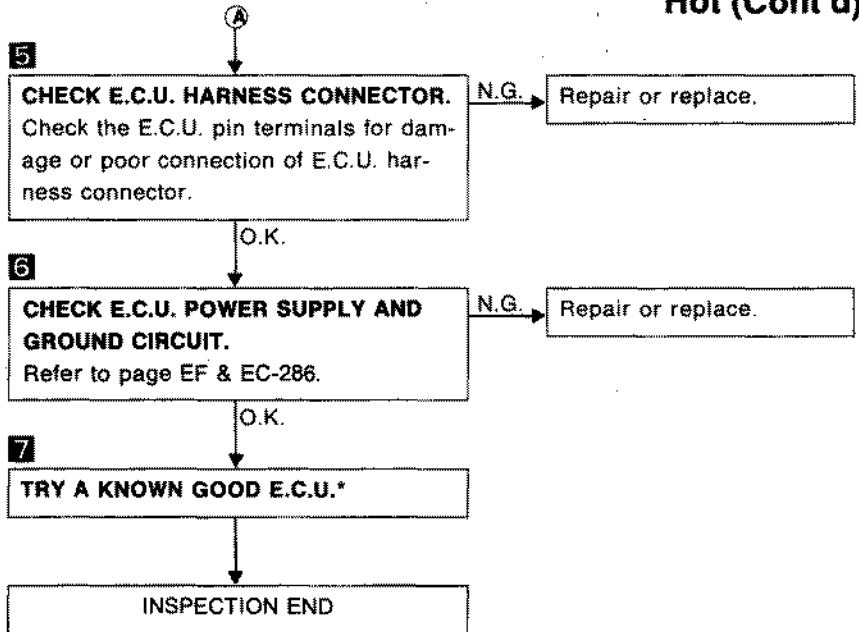 Hot (Cont'd)
A
5
CHECK E.C.U. HARNESS CONNECTOR.
Check the E.C.U. pin terminals for dam-
age or poor connection of E.C.U. har-
ness connector.
N.G.
Repair or replace.
O.K.
6
CHECK E.C.U. POWER SUPPLY AND
GROUND CIRCUIT.
Refer to page EF & EC-286.
N.G.
Repair or replace.
O.K.
7
TRY A KNOWN GOOD E.C.U.*
INSPECTION END